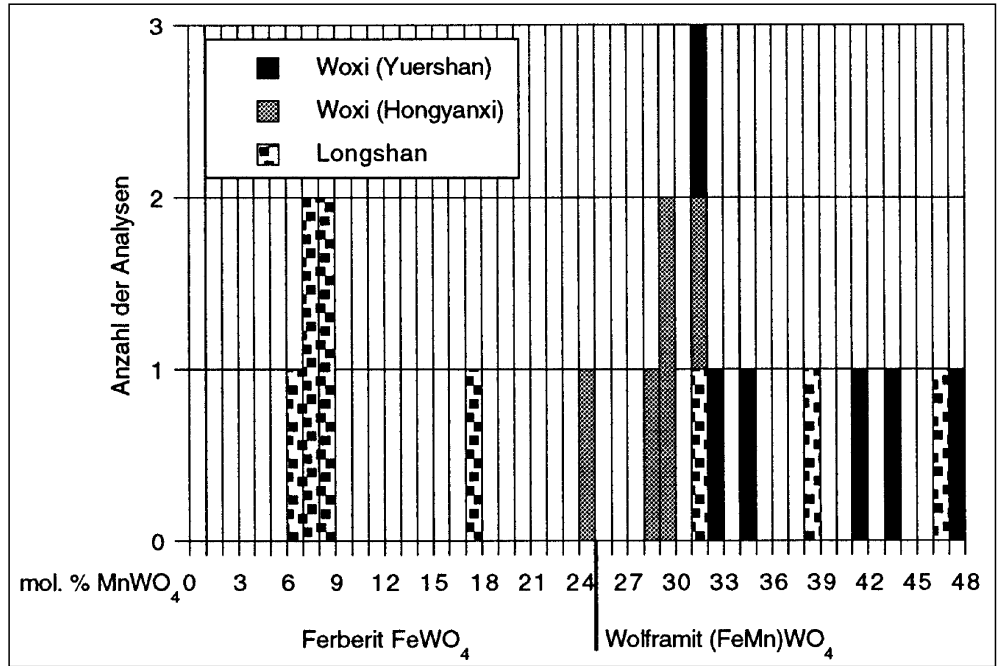 3
Woxi (Yuershan)
Woxi (Hongyanxi)
Longshan
2
1
0
Anzahl der Analysen
mol. % MnWO4 0 3 6 9 12 15 18 21 24 27 30 33 36 39 42 45 48
Ferberit FeWO4 Wolframit (FeMn)WO4